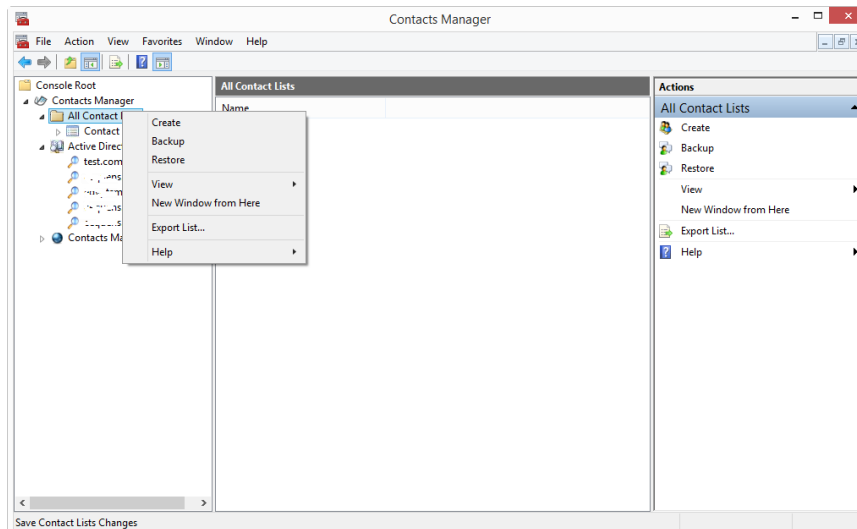 Contacts Manager
File Action View Favorites Window Help
Console Root
Contacts Manager
All Contact
Contact
Active Direc
test.com
Contacts Ma
Create
Backup
Restore
View
New Window from Here
Export List...
Help
All Contact Lists
Name
Actions
All Contact Lists
Create
Backup
Restore
View
New Window from Here
Export List...
Help
Save Contact Lists Changes